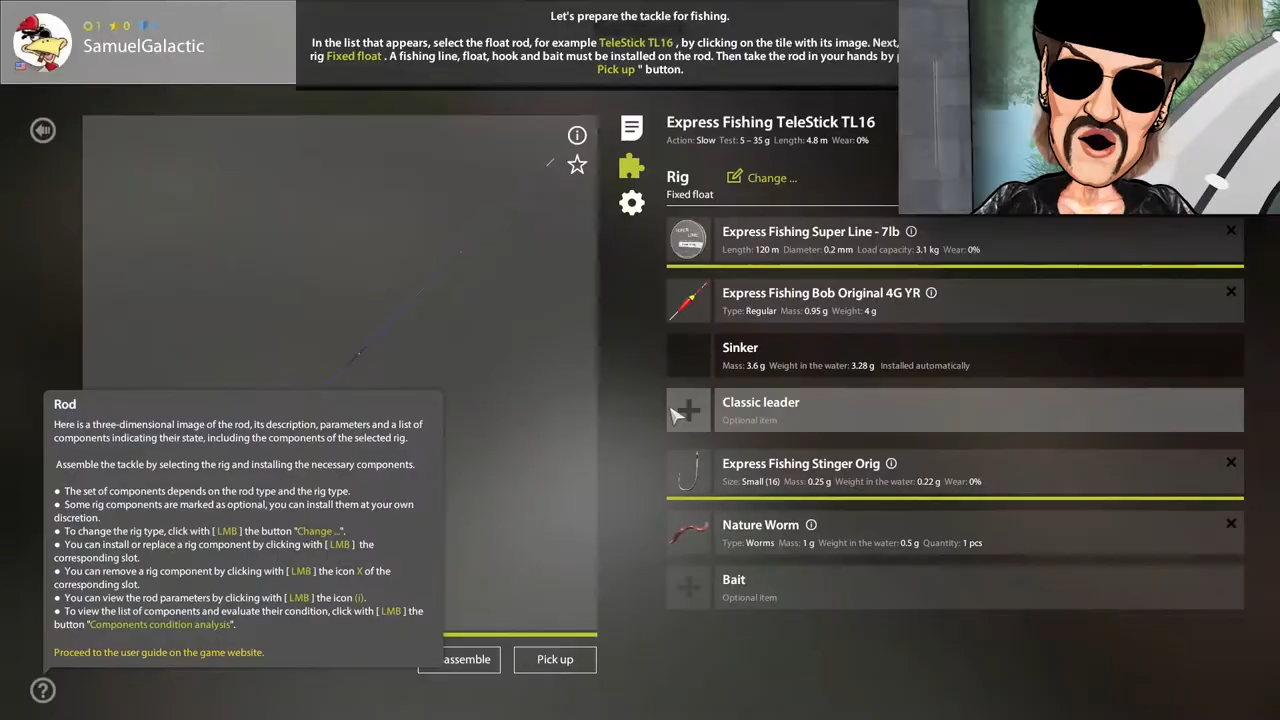 1 0
SamuelGalactic
Let's prepare the tackle for fishing.
In the list that appears, select the float rod, for example TeleStick TL16 , by clicking on the tile with its image. Next,
rig Fixed float . A fishing line, float, hook and bait must be installed on the rod. Then take the rod in your hands by
Pick up " button.
Express Fishing TeleStick TL16
Action: Slow Test: 5 – 35 g Length: 4.8 m Wear: 0%
Rig Change ...
Fixed float
Express Fishing Super Line - 7lb
Length: 120 m Diameter: 0,2 mm Load capacity: 3.1 kg Wear: 0%
Express Fishing Bob Original 4G YR
Type: Regular Mass: 0.95 g Weight: 4 g
Sinker
Mass: 3.6 g Weight in the water: 3.28 g Installed automatically
Classic leader
Optional item
Express Fishing Stinger Orig
Size: Small (16) Mass: 0.25 g Weight in the water: 0.22 g Wear: 0%
Nature Worm
Type: Worms Mass: 1 g Weight in the water: 0.5 g Quantity: 1 pcs
Bait
Optional item
Rod
Here is a three-dimensional image of the rod, its description, parameters and a list of
components indicating their state, including the components of the selected rig.
Assemble the tackle by selecting the rig and installing the necessary components.
● The set of components depends on the rod type and the rig type.
● Some rig components are marked as optional, you can install them at your own
discretion.
● To change the rig type, click with [ LMB ] the button "Change ...".
● You can install or replace a rig component by clicking with [ LMB ] the
corresponding slot.
● You can remove a rig component by clicking with [ LMB ] the icon X of the
corresponding slot.
● You can view the rod parameters by clicking with [ LMB ] the icon (i).
● To view the list of components and evaluate their condition, click with [ LMB ] the
button "Components condition analysis".
Proceed to the user guide on the game website.
assemble Pick up